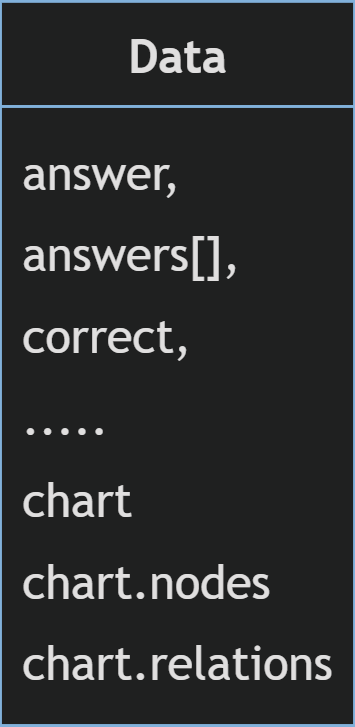 Data
answer,
answers[],
correct,
.....
chart
chart.nodes
chart.relations